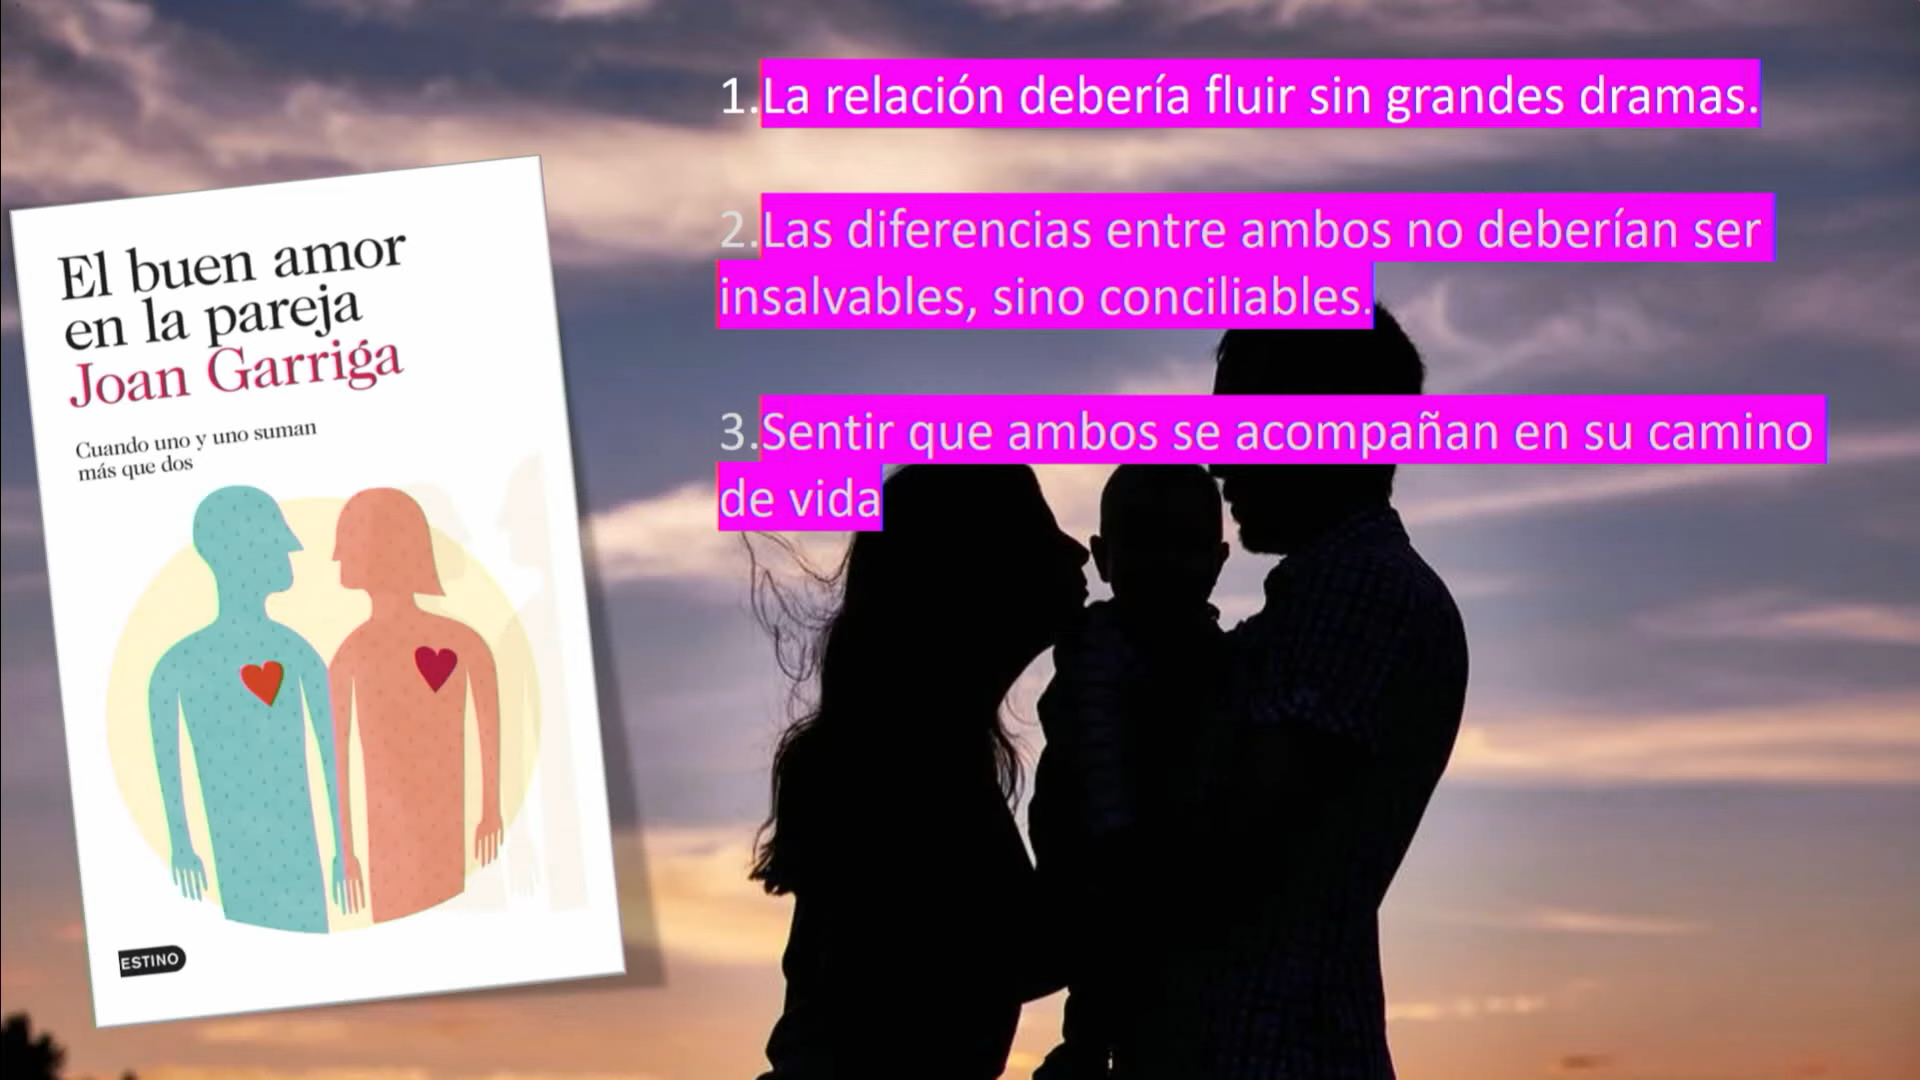 1.La relación debería fluir sin grandes dramas.
2.Las diferencias entre ambos no deberían ser
insalvables, sino conciliables.
3.Sentir que ambos se acompañan en su camino
de vida
El buen amor
en la pareja
Joan Garriga
Cuando uno y uno suman
más que dos
ESTINO